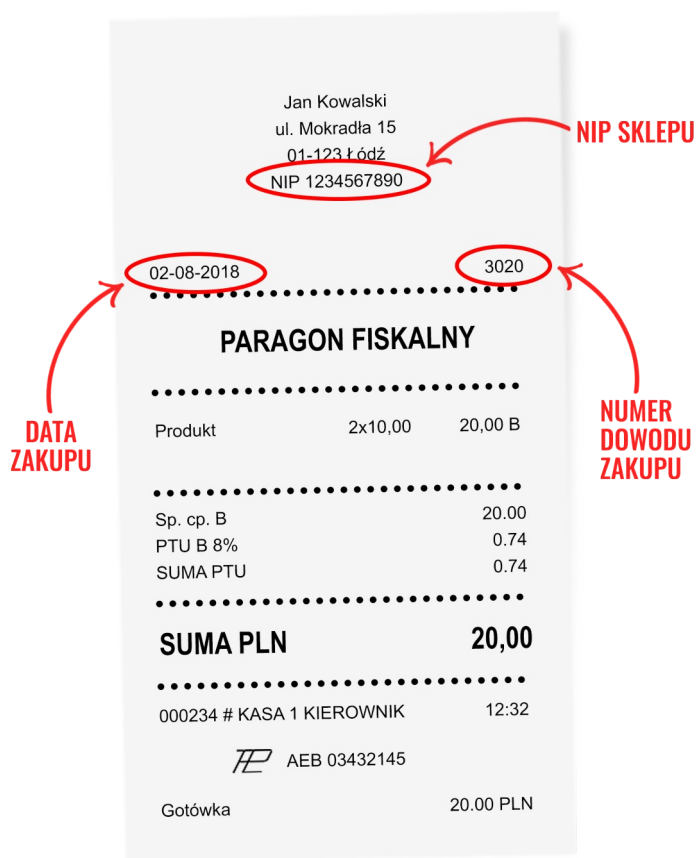 Jan Kowalski
ul. Mokradła 15
01-123 Łódź
NIP 1234567890
NIP SKLEPU
02-08-2018 3020
PARAGON FISKALNY
DATA
ZAKUPU
NUMER
DOWODU
ZAKUPU
Produkt 2x10,00 20,00 B
Sp. cp. B 20.00
PTU B 8% 0.74
SUMA PTU 0.74
SUMA PLN 20,00
000234 # KASA 1 KIEROWNIK 12:32
AEB 03432145
Gotówka 20.00 PLN